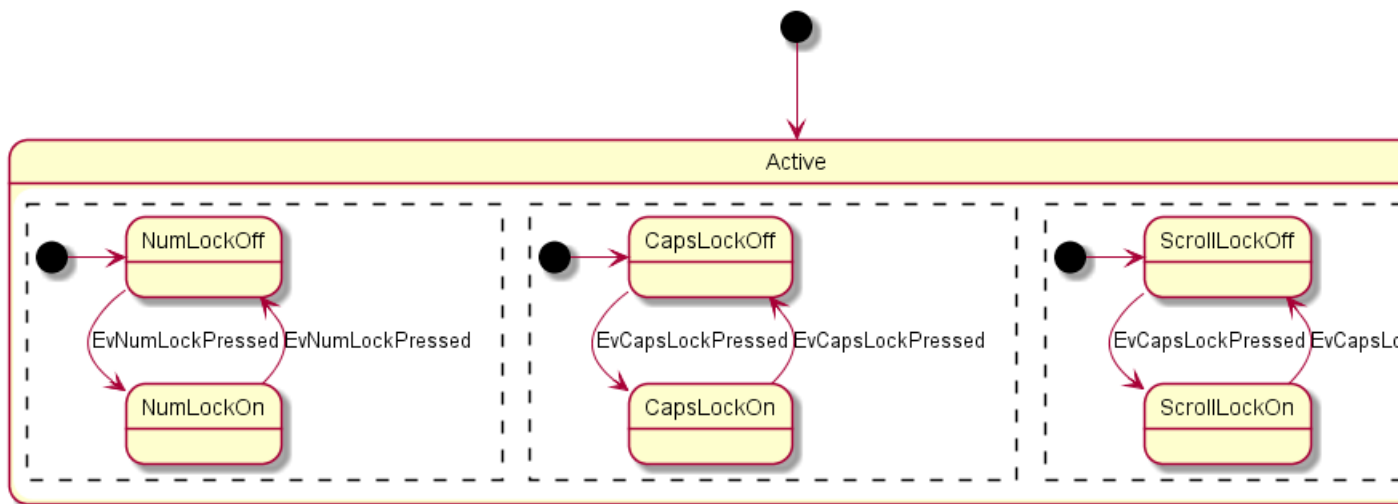 Active
NumLockOff
CapsLockOff
ScrollLockOff
EvNumLockPressed
EvNumLockPressed
EvCapsLockPressed
EvCapsLockPressed
EvCapsLockPressed
NumLockOn
CapsLockOn
ScrollLockOn